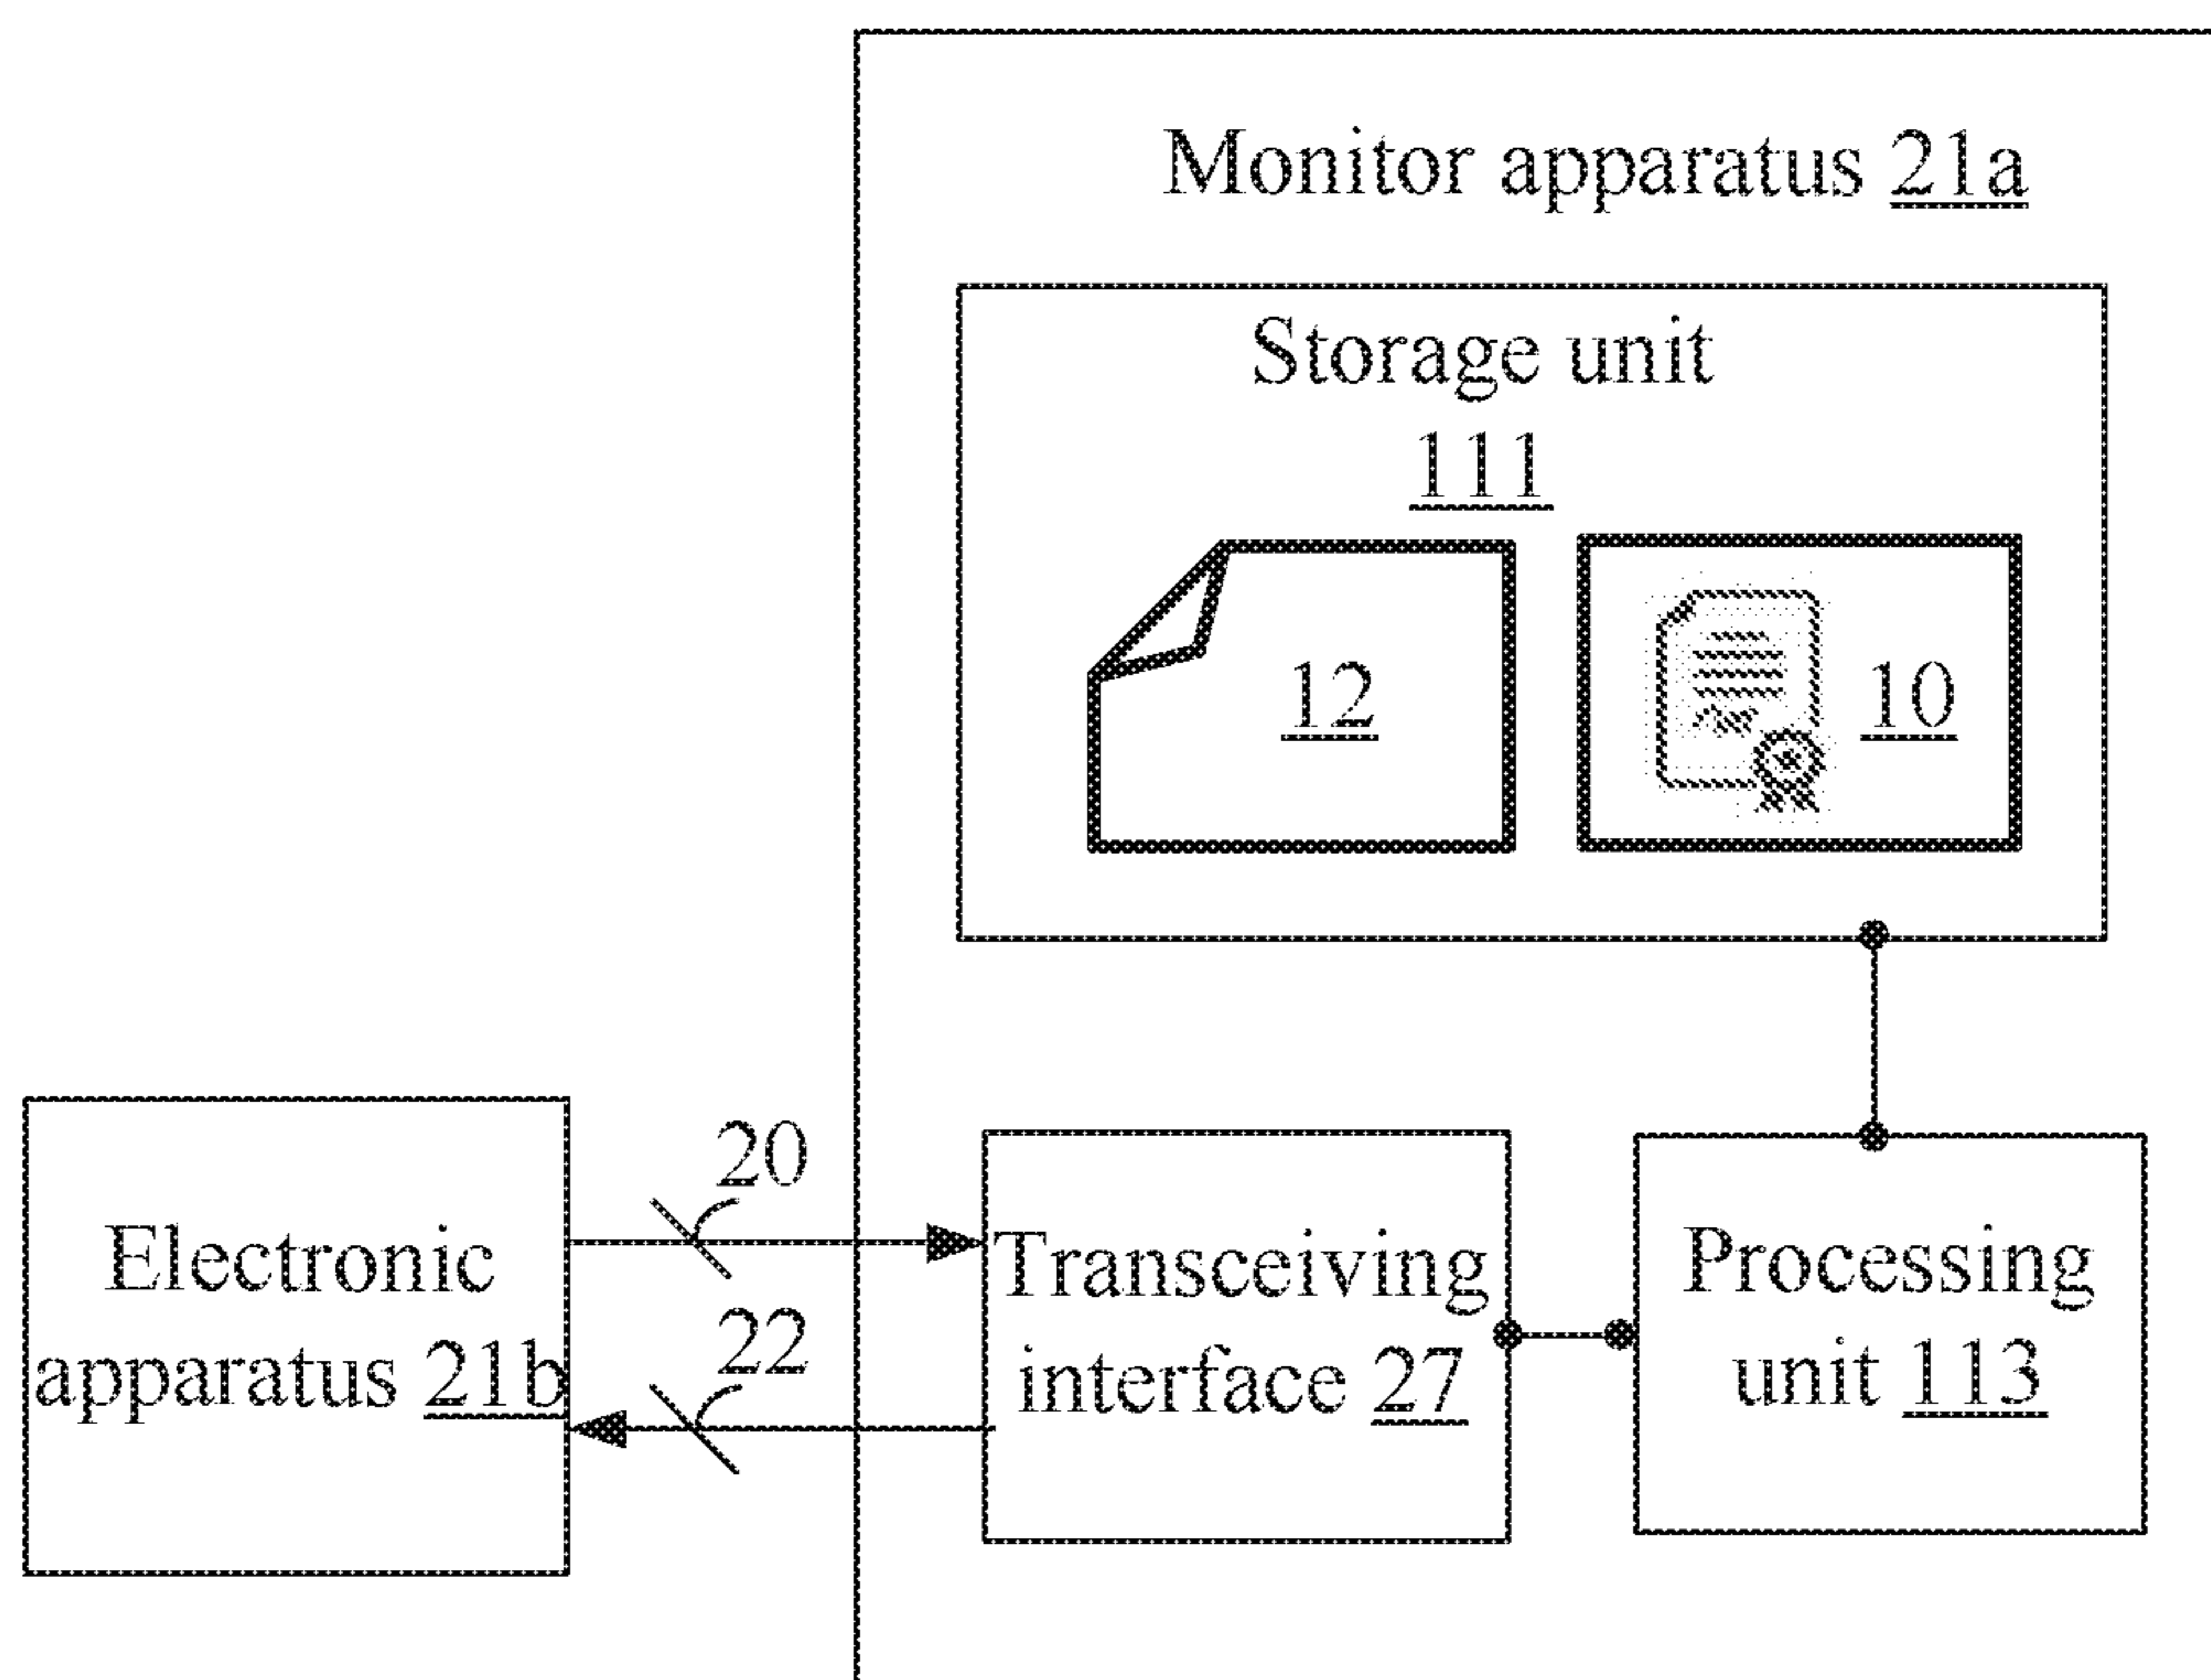 Monitor apparatus 21a
Storage unit
111
12
10
20
22
Electronic
apparatus 21b
Transceiving
interface 27
Processing
unit 113